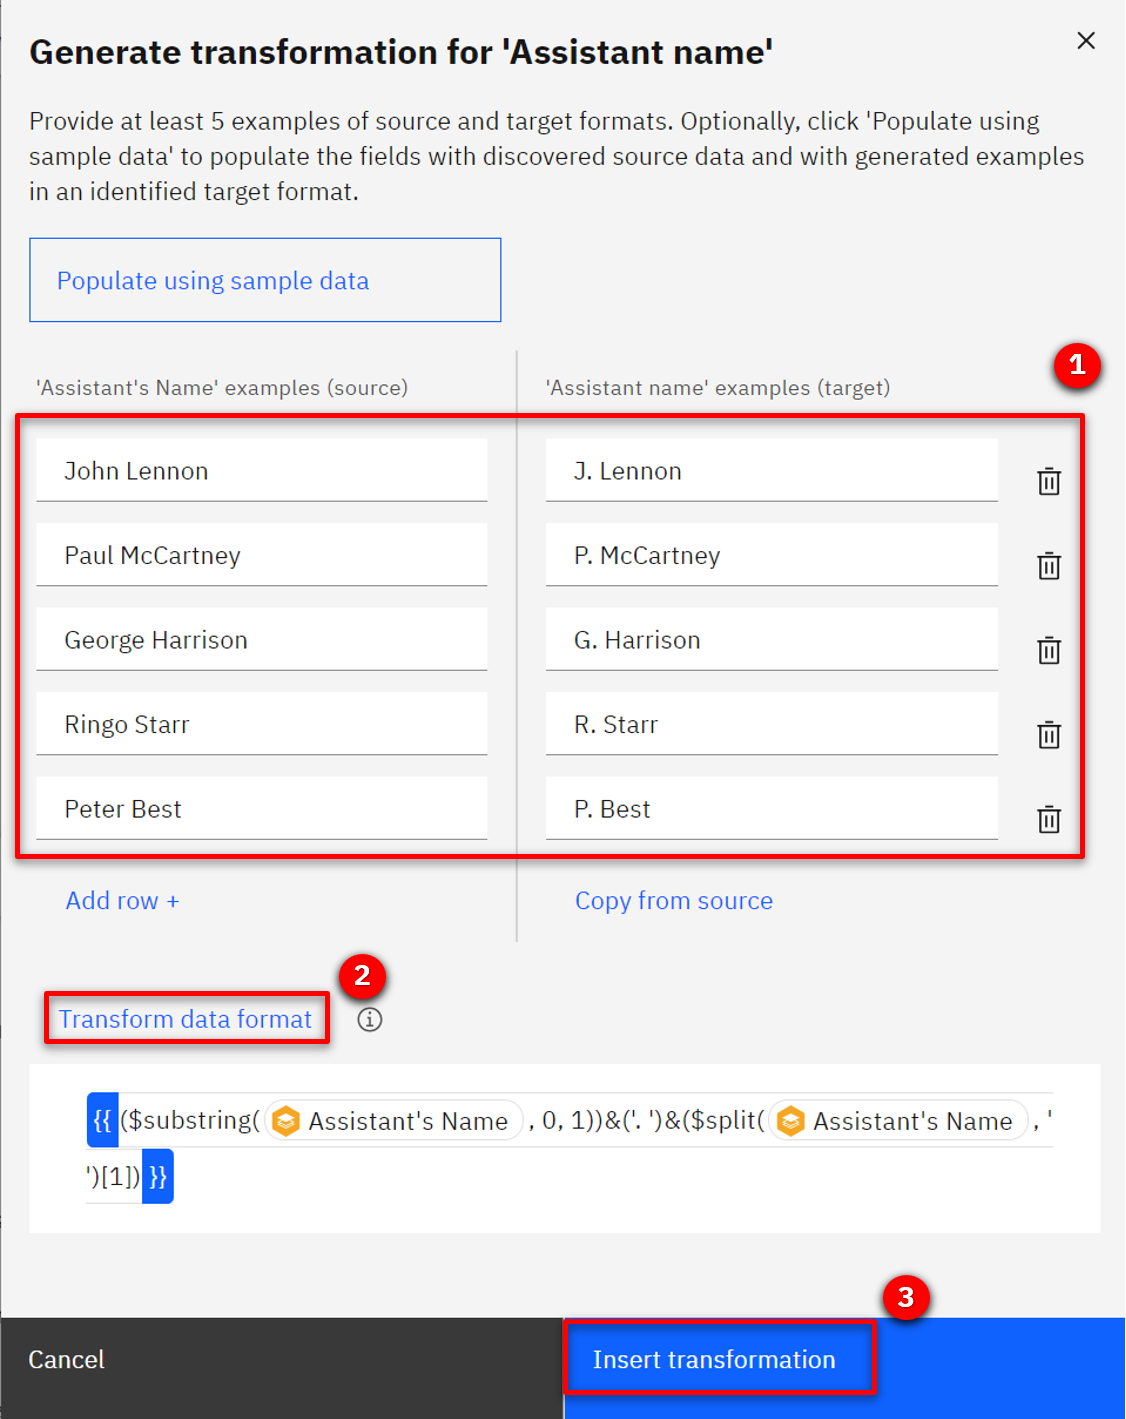 Generate transformation for 'Assistant name'
Provide at least 5 examples of source and target formats. Optionally, click 'Populate using
sample data' to populate the fields with discovered source data and with generated examples
in an identified target format.
Populate using sample data
1
'Assistant's Name' examples (source)
'Assistant name' examples (target)
John Lennon
J. Lennon
Paul McCartney
P. McCartney
George Harrison
G. Harrison
Ringo Starr
R. Starr
Peter Best
P. Best
Add row +
Copy from source
2
Transform data format
{{ ($substring( Assistant's Name , 0, 1))&('. ')&($split( Assistant's Name , '
')[1]) }}
3
Cancel
Insert transformation